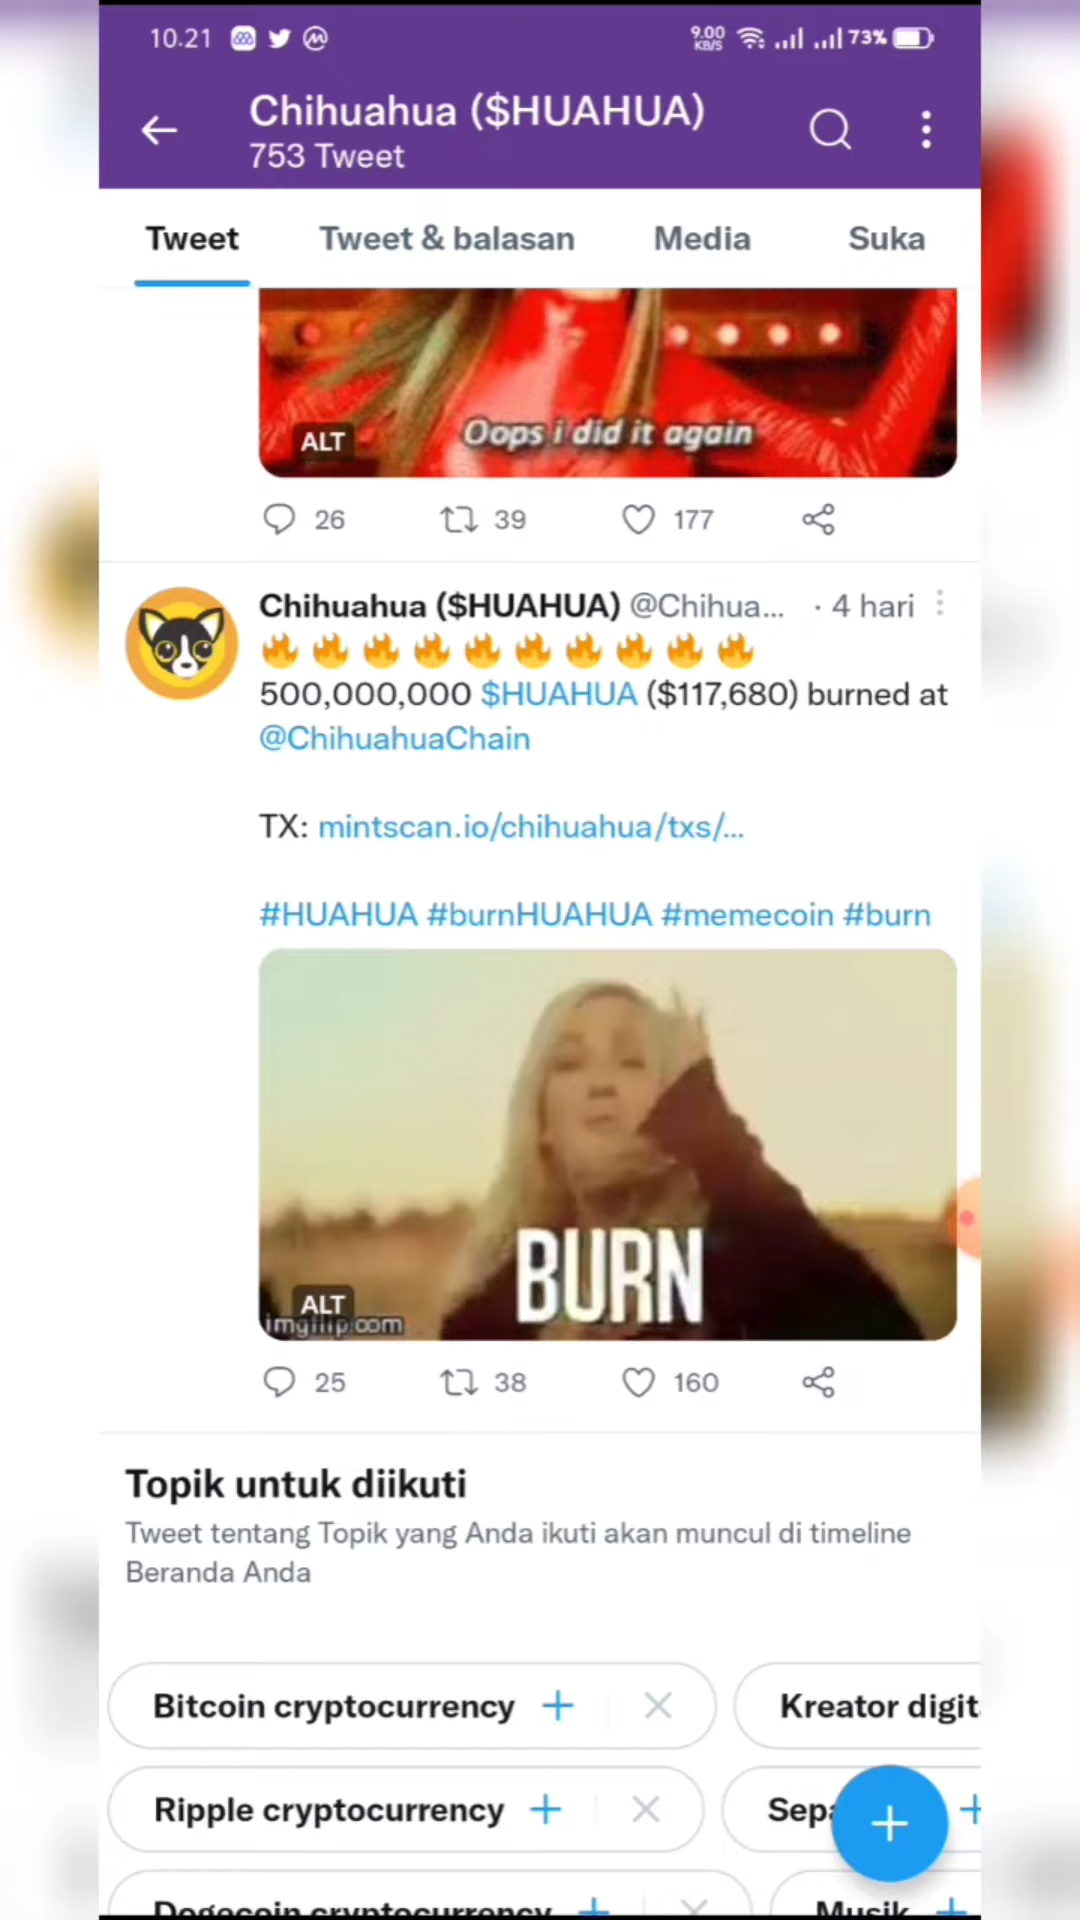 10.21
9.00
KB/S
73%
Chihuahua ($HUAHUA)
753 Tweet
Tweet
Tweet & balasan
Media
Suka
Oops i did it again
ALT
26
39
177
Chihuahua ($HUAHUA) @Chihua... · 4 hari
500,000,000 $HUAHUA ($117,680) burned at
@ChihuahuaChain
TX: mintscan.io/chihuahua/txs/...
#HUAHUA #burnHUAHUA #memecoin #burn
BURN
ALT
imgflip.com
25
38
160
Topik untuk diikuti
Tweet tentang Topik yang Anda ikuti akan muncul di timeline
Beranda Anda
Bitcoin cryptocurrency
Kreator digit
Ripple cryptocurrency
Dogecoin cryptocurrency
Musik